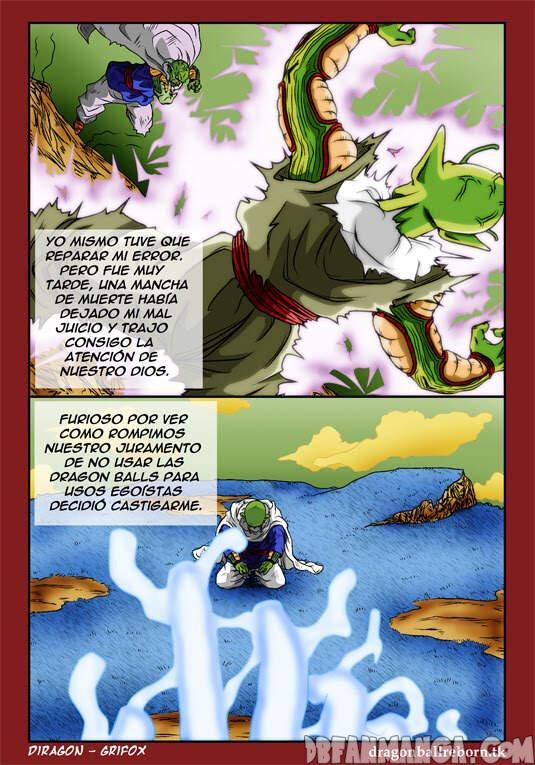 YO MISMO TUVE QUE
REPARAR MI ERROR.
PERO FUE MUY
TARDE, UNA MANCHA
DE MUERTE HABÍA
DEJADO MI MAL
JUICIO Y TRAJO
CONSIGO LA
ATENCIÓN DE
NUESTRO DIOS.
FURIOSO POR VER
COMO ROMPIMOS
NUESTRO JURAMENTO
DE NO USAR LAS
DRAGON BALLS PARA
USOS EGOÍSTAS
DECIDIÓ CASTIGARME.
DIRAGON - GRIFOX
DBFANMANGA.COM
dragonballreborn.tk